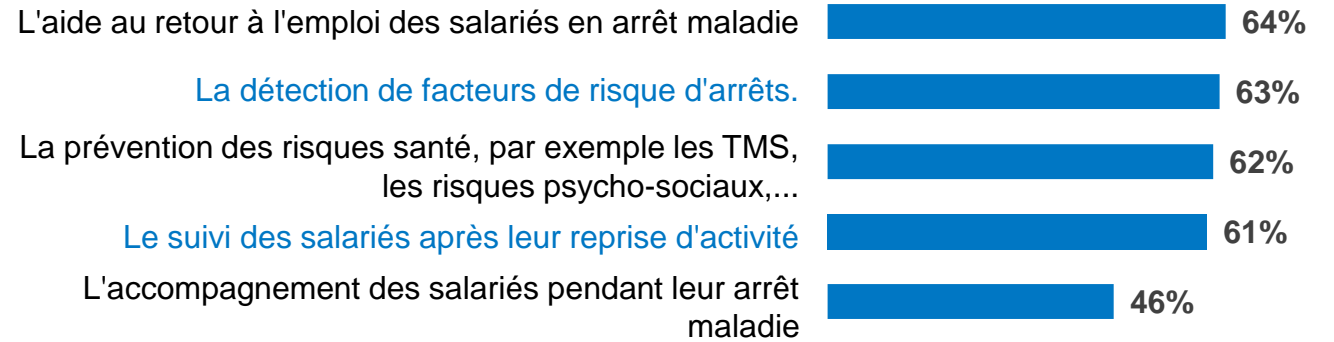 L'aide au retour à l'emploi des salariés en arrêt maladie 64%
La détection de facteurs de risque d'arrêts. 63%
La prévention des risques santé, par exemple les TMS,
les risques psycho-sociaux,... 62%
Le suivi des salariés après leur reprise d'activité 61%
L'accompagnement des salariés pendant leur arrêt
maladie 46%